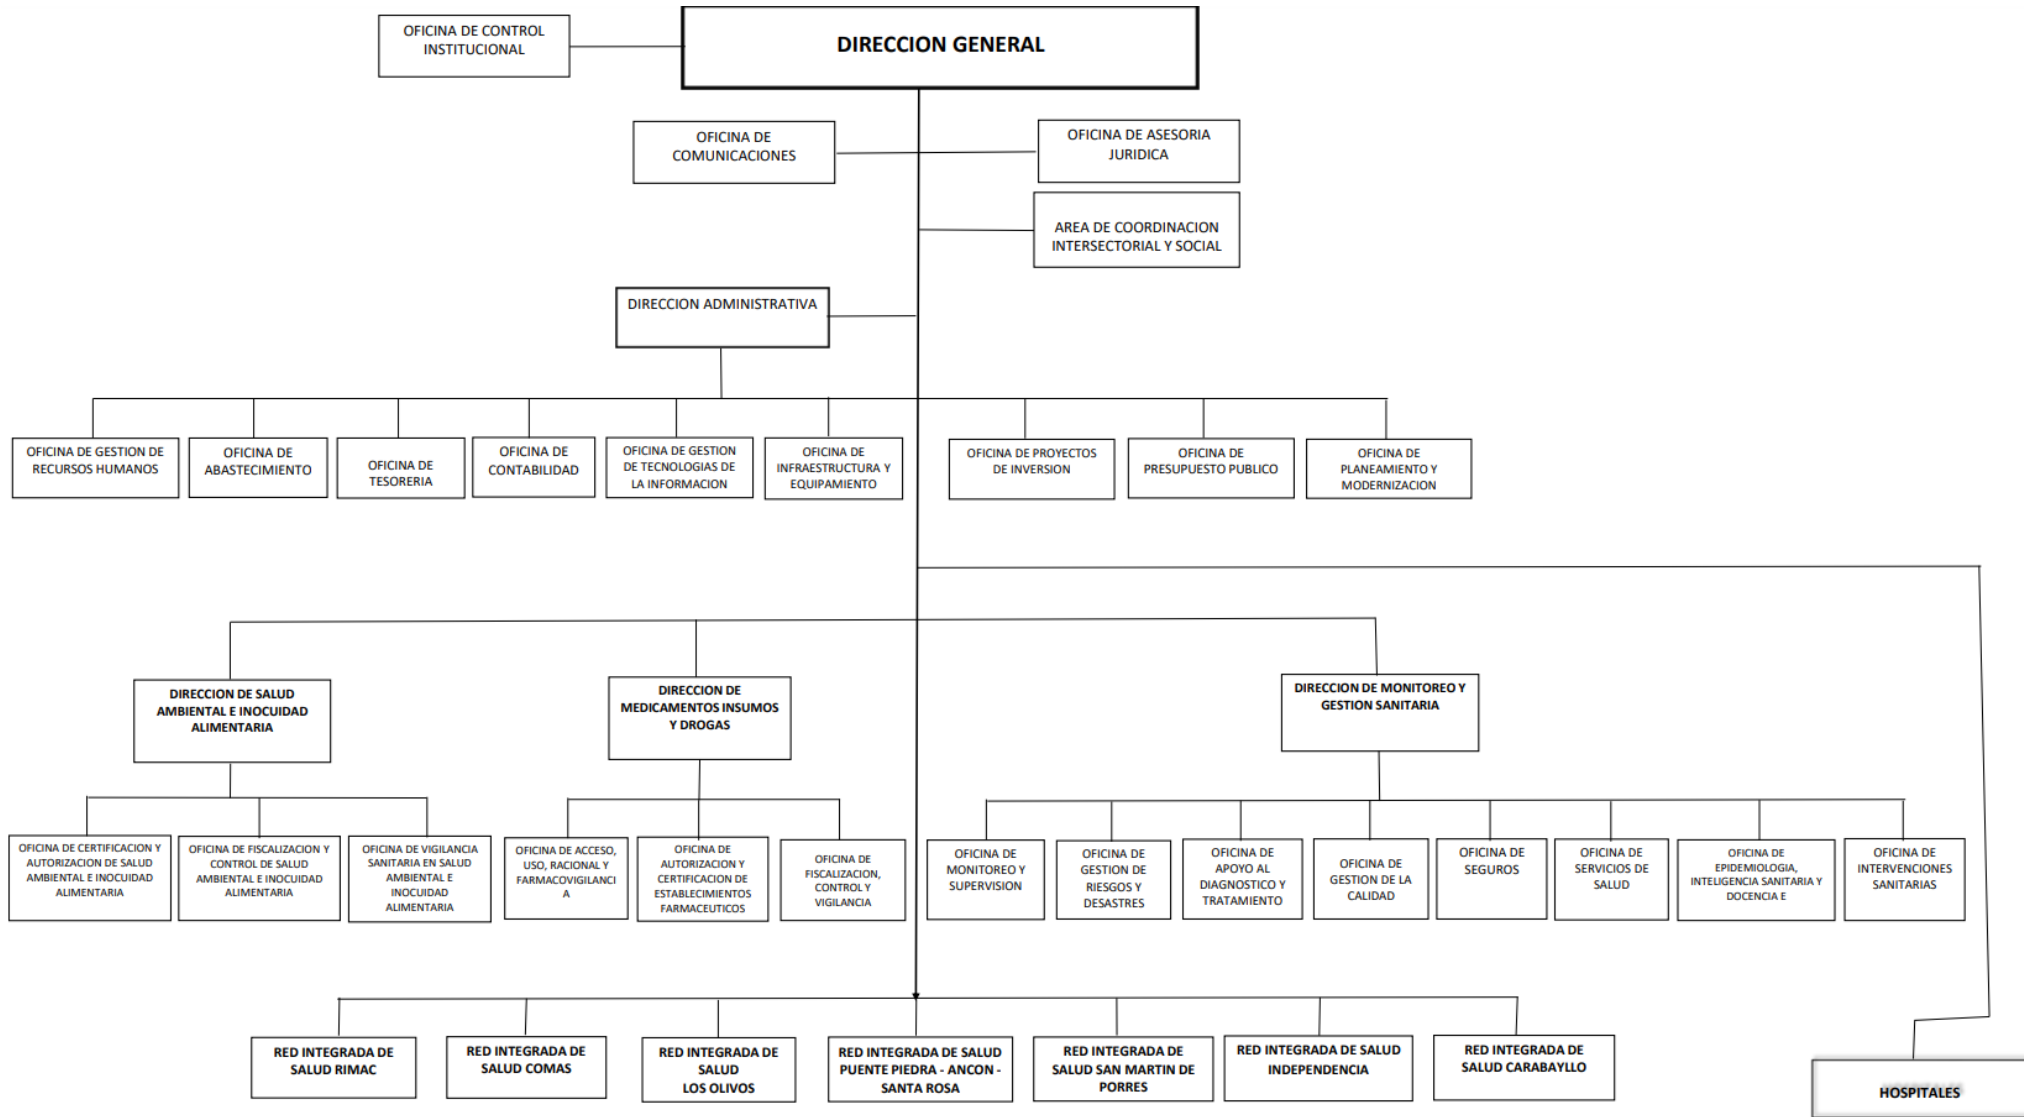 OFICINA DE CONTROL
INSTITUCIONAL
DIRECCION GENERAL
OFICINA DE
COMUNICACIONES
OFICINA DE ASESORIA
JURIDICA
AREA DE COORDINACION
INTERSECTORIAL Y SOCIAL
DIRECCION ADMINISTRATIVA
OFICINA DE GESTION DE
RECURSOS HUMANOS
OFICINA DE
ABASTECIMIENTO
OFICINA DE
TESORERIA
OFICINA DE
CONTABILIDAD
OFICINA DE GESTION
DE TECNOLOGIAS DE
LA INFORMACION
OFICINA DE
INFRAESTRUCTURA Y
EQUIPAMIENTO
OFICINA DE PROYECTOS
DE INVERSION
OFICINA DE
PRESUPUESTO PUBLICO
OFICINA DE
PLANEAMIENTO Y
MODERNIZACION
DIRECCION DE SALUD
AMBIENTAL E INOCUIDAD
ALIMENTARIA
DIRECCION DE
MEDICAMENTOS INSUMOS
Y DROGAS
DIRECCION DE MONITOREO Y
GESTION SANITARIA
OFICINA DE CERTIFICACION Y
AUTORIZACION DE SALUD
AMBIENTAL E INOCUIDAD
ALIMENTARIA
OFICINA DE FISCALIZACION Y
CONTROL DE SALUD
AMBIENTAL E INOCUIDAD
ALIMENTARIA
OFICINA DE VIGILANCIA
SANITARIA EN SALUD
AMBIENTAL E
INOCUIDAD
ALIMENTARIA
OFICINA DE ACCESO,
USO, RACIONAL Y
FARMACOVIGILANCI
A
OFICINA DE
AUTORIZACION Y
CERTIFICACION DE
ESTABLECIMIENTOS
FARMACEUTICOS
OFICINA DE
FISCALIZACION,
CONTROL Y
VIGILANCIA
OFICINA DE
MONITOREO Y
SUPERVISION
OFICINA DE
GESTION DE
RIESGOS Y
DESASTRES
OFICINA DE
APOYO AL
DIAGNOSTICO Y
TRATAMIENTO
OFICINA DE
GESTION DE LA
CALIDAD
OFICINA DE
SEGUROS
OFICINA DE
SERVICIOS DE
SALUD
OFICINA DE
EPIDEMIOLOGIA,
INTELIGENCIA SANITARIA Y
DOCENCIA E
OFICINA DE
INTERVENCIONES
SANITARIAS
RED INTEGRADA DE
SALUD RIMAC
RED INTEGRADA DE
SALUD COMAS
RED INTEGRADA DE
SALUD
LOS OLIVOS
RED INTEGRADA DE SALUD
PUENTE PIEDRA - ANCON -
SANTA ROSA
RED INTEGRADA DE
SALUD SAN MARTIN DE
PORRES
RED INTEGRADA DE SALUD
INDEPENDENCIA
RED INTEGRADA DE
SALUD CARABAYLLO
HOSPITALES